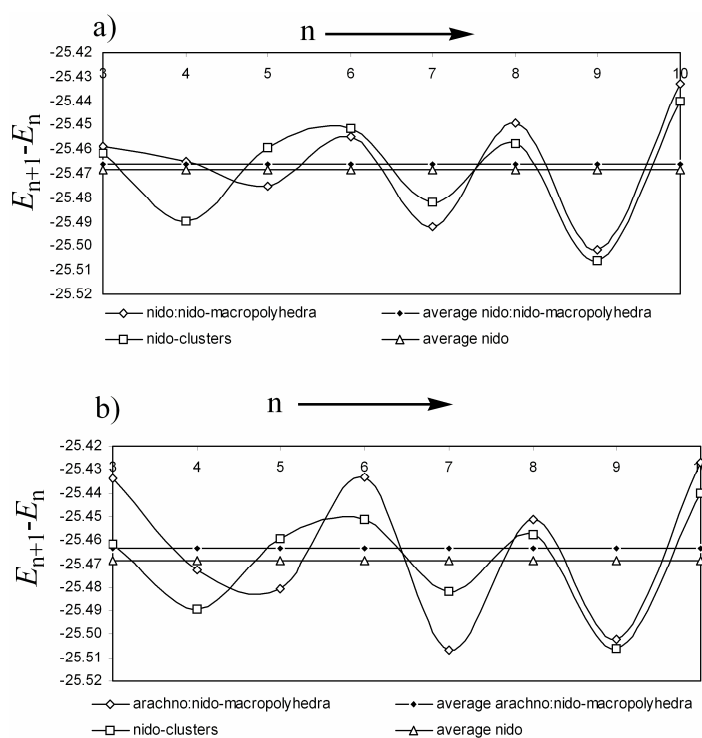 a)
n
-25.42
-25.43
-25.44
-25.45
-25.46
-25.47
-25.48
-25.49
-25.50
-25.51
-25.52
3 4 5 6 7 8 9 10
En+1-En
nido:nido-macropolyhedra
average nido:nido-macropolyhedra
nido-clusters
average nido
b)
n
-25.42
-25.43
-25.44
-25.45
-25.46
-25.47
-25.48
-25.49
-25.50
-25.51
-25.52
3 4 5 6 7 8 9
En+1-En
arachno:nido-macropolyhedra
average arachno:nido-macropolyhedra
nido-clusters
average nido